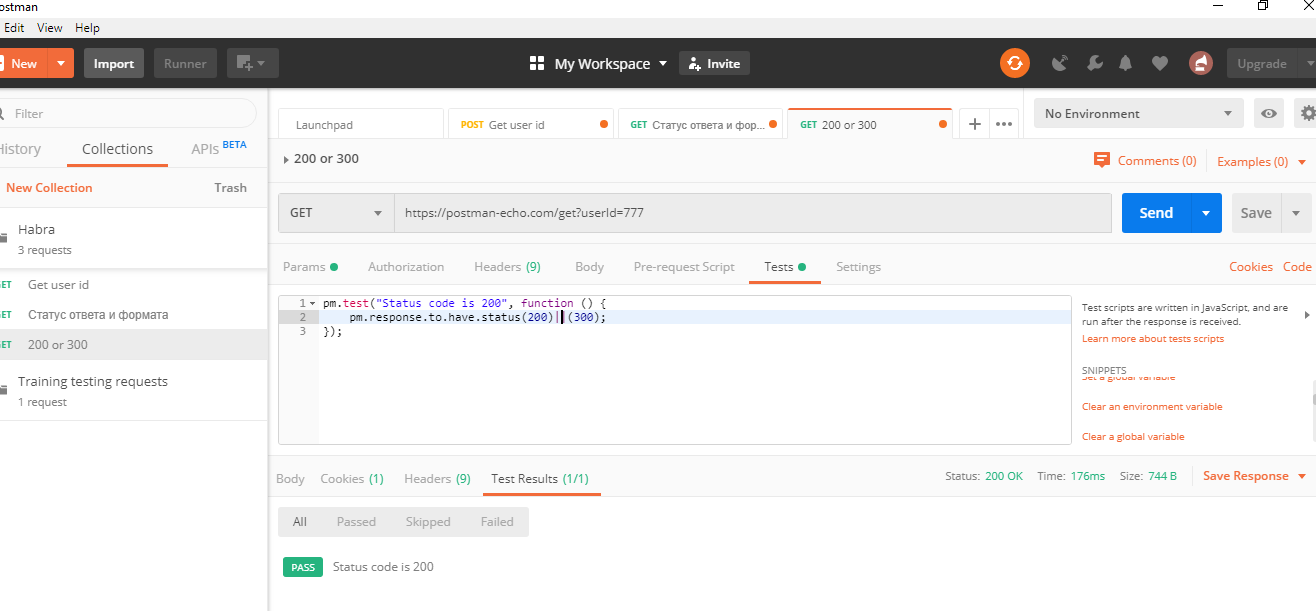 ostman
Edit View Help
New Import Runner My Workspace Invite Upgrade
Filter
History Collections APIs BETA
New Collection Trash
Habra
3 requests
GET Get user id
GET Статус ответа и формата
GET 200 or 300
Training testing requests
1 request
Launchpad POST Get user id GET Статус ответа и фор... GET 200 or 300 + ••• No Environment
200 or 300 Comments (0) Examples (0)
GET https://postman-echo.com/get?userId=777 Send Save
Params Authorization Headers (9) Body Pre-request Script Tests Settings Cookies Code
1 pm.test("Status code is 200", function () {
2 pm.response.to.have.status(200)||(300);
3 });
Test scripts are written in JavaScript, and are
run after the response is received.
Learn more about tests scripts
SNIPPETS
Set a global variable
Clear an environment variable
Clear a global variable
Body Cookies (1) Headers (9) Test Results (1/1) Status: 200 OK Time: 176ms Size: 744 B Save Response
All Passed Skipped Failed
PASS Status code is 200